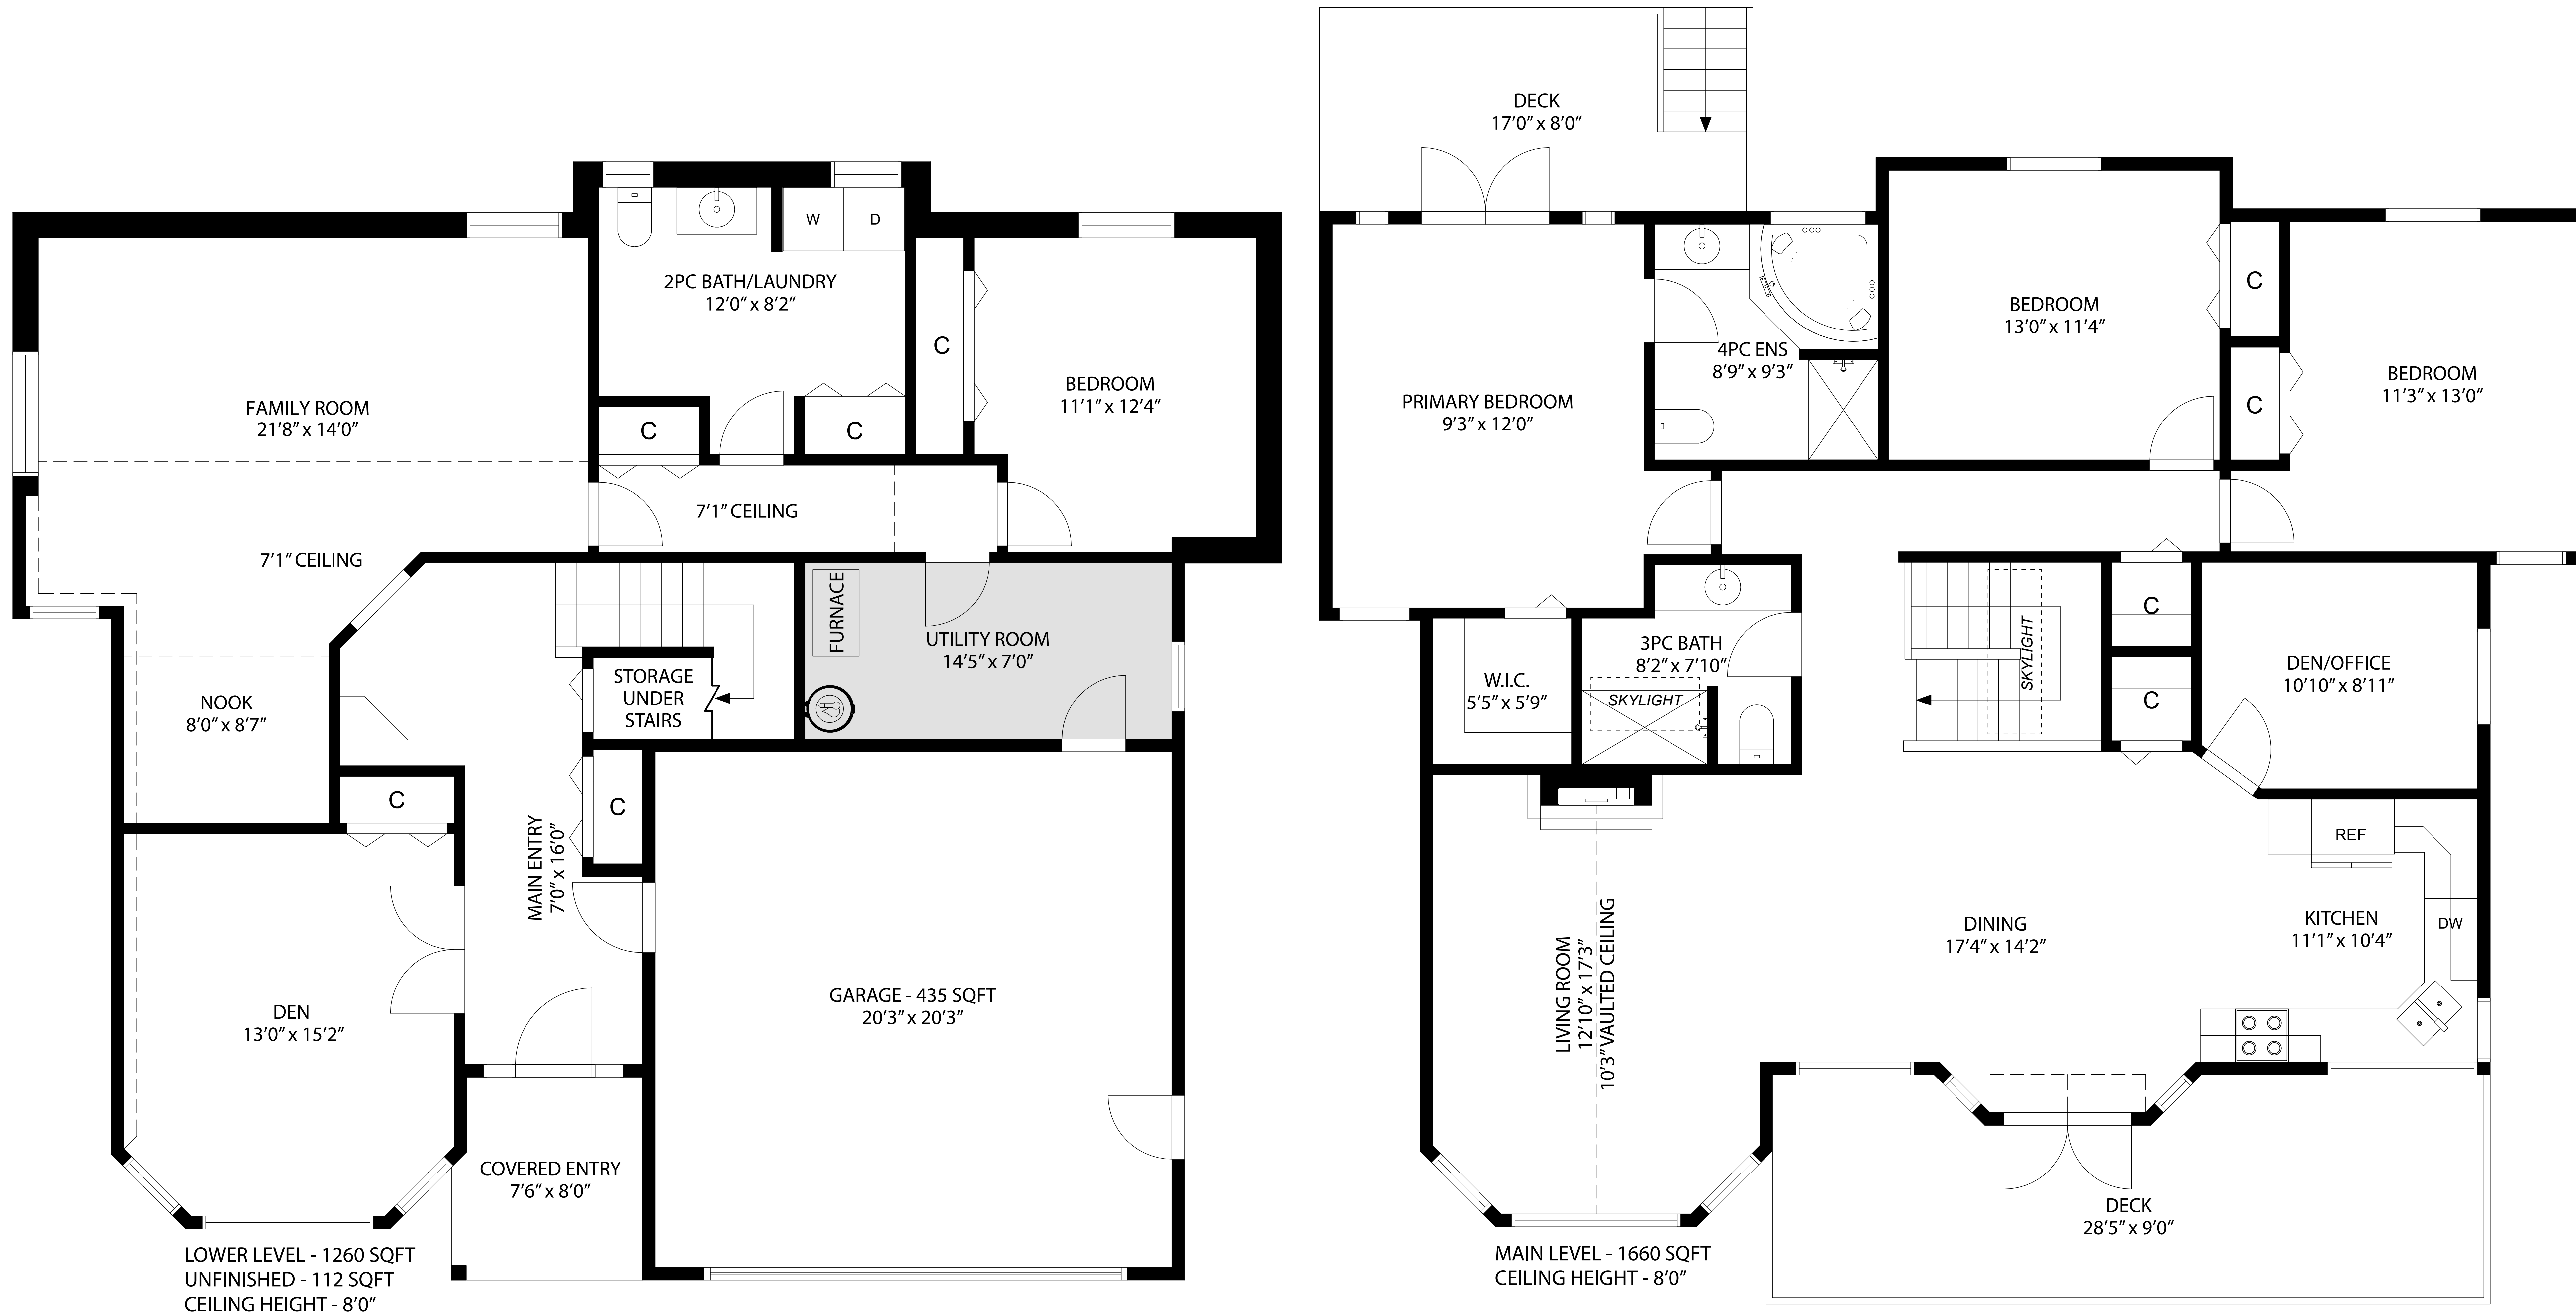 2PC BATH/LAUNDRY
12'0" x 8'2"
W
D
FAMILY ROOM
21'8" x 14'0"
C
C
C
BEDROOM
11'1" x 12'4"
7'1" CEILING
7'1" CEILING
FURNACE
UTILITY ROOM
14'5" x 7'0"
STORAGE
UNDER
STAIRS
NOOK
8'0" x 8'7"
C
C
MAIN ENTRY
7'0" x 16'0"
DEN
13'0" x 15'2"
GARAGE - 435 SQFT
20'3" x 20'3"
COVERED ENTRY
7'6" x 8'0"
LOWER LEVEL - 1260 SQFT
UNFINISHED - 112 SQFT
CEILING HEIGHT - 8'0"
DECK
17'0" x 8'0"
PRIMARY BEDROOM
9'3" x 12'0"
4PC ENS
8'9" x 9'3"
BEDROOM
13'0" x 11'4"
C
C
BEDROOM
11'3" x 13'0"
W.I.C.
5'5" x 5'9"
3PC BATH
8'2" x 7'10"
SKYLIGHT
SKYLIGHT
C
C
DEN/OFFICE
10'10" x 8'11"
REF
DW
KITCHEN
11'1" x 10'4"
DINING
17'4" x 14'2"
LIVING ROOM
12'10" x 17'3"
10'3" VAULTED CEILING
DECK
28'5" x 9'0"
MAIN LEVEL - 1660 SQFT
CEILING HEIGHT - 8'0"